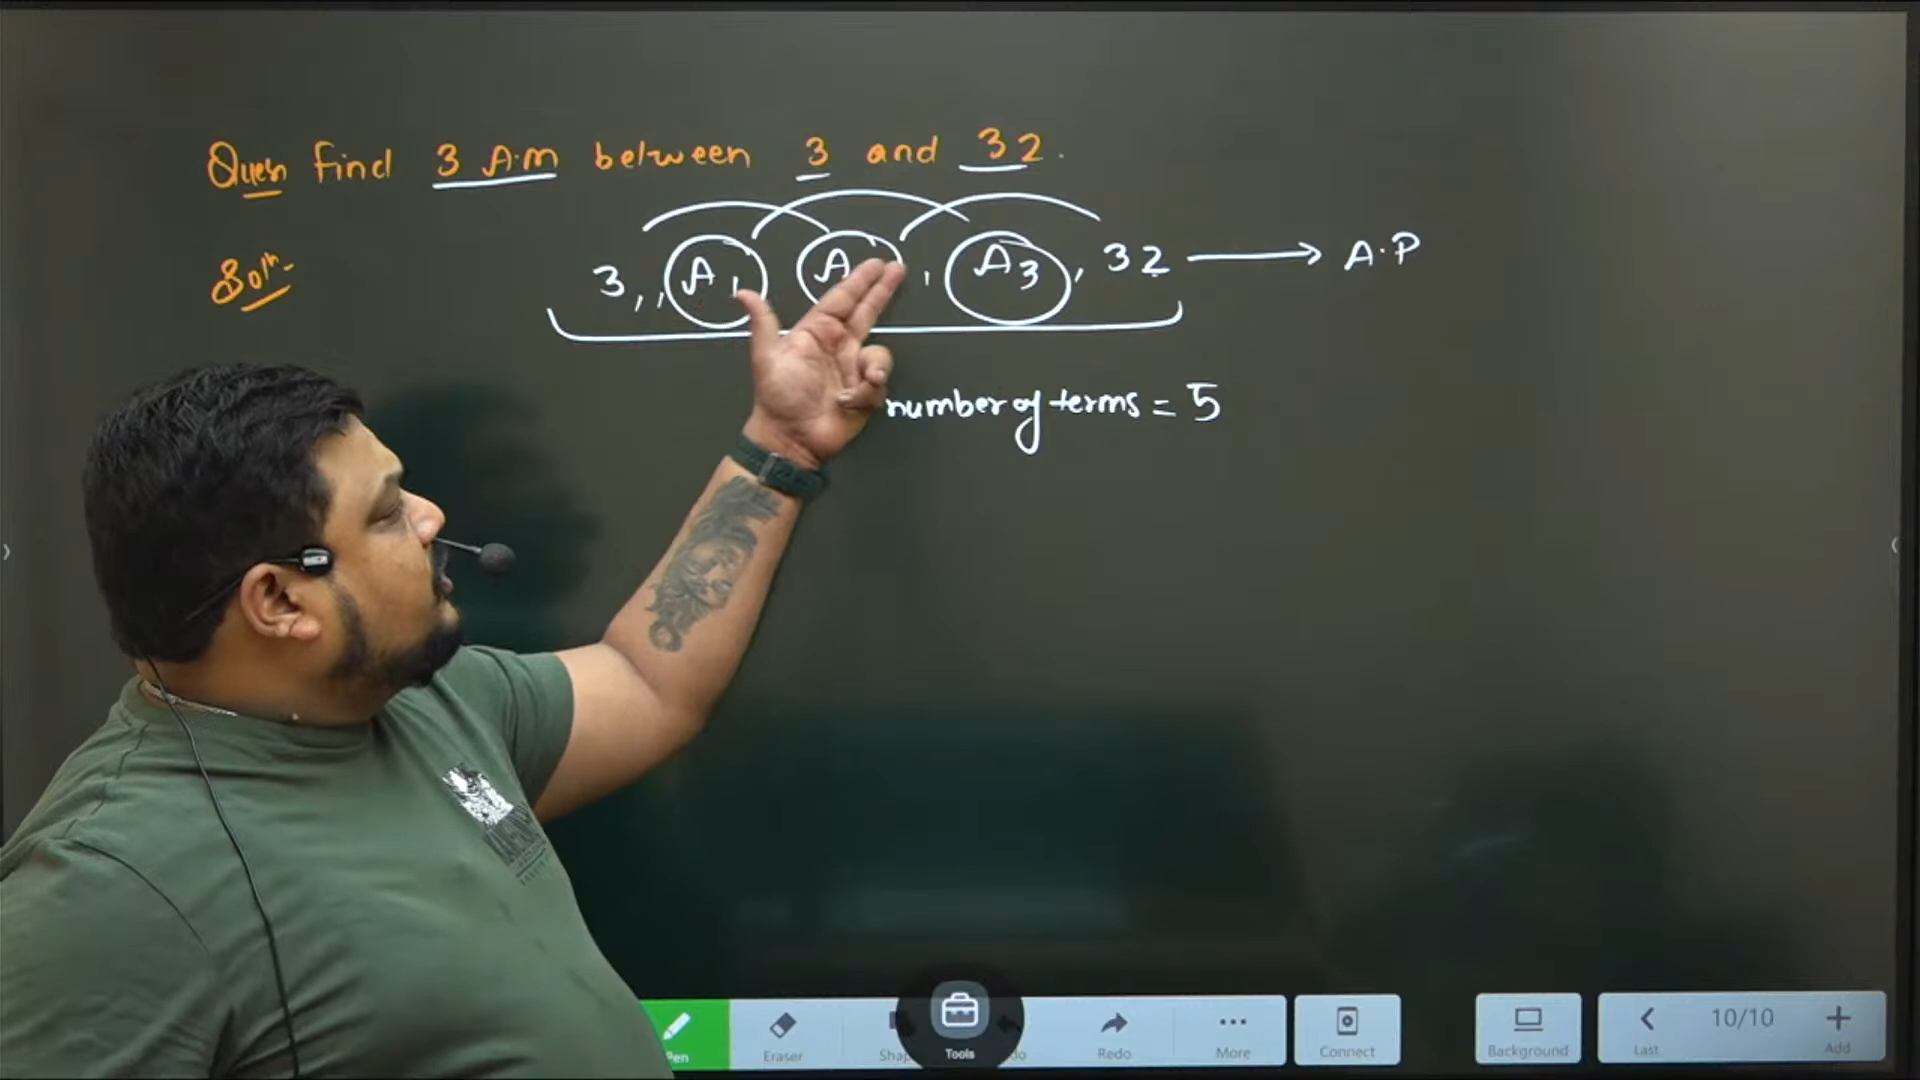 Quesn find 3 A.M between 3 and 32.
Solⁿ-
3, , A1 A , A3, 32 → A.P
number of terms = 5
Pen
Eraser
Tools
Redo
More
Connect
Background
Last
10/10
Add